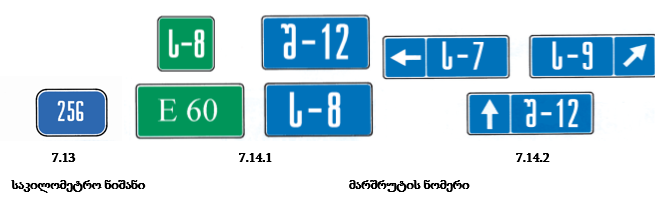 ს-8
შ-12
ს-7
ს-9
256
E 60
ს-8
შ-12
7.13
7.14.1
7.14.2
საკილომეტრო ნიშანი
მარშრუტის ნომერი